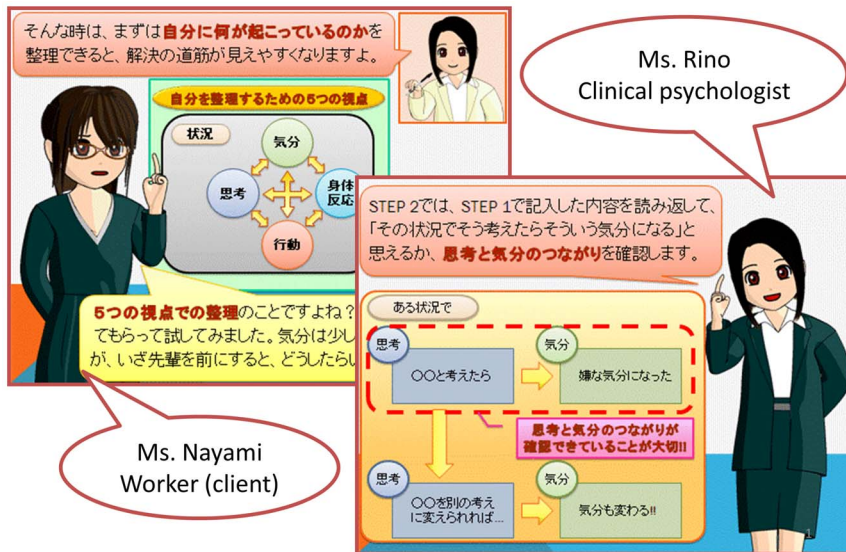 そんな時は、まずは自分に何が起こっているのかを
整理できると、解決の道筋が見えやすくなりますよ。
自分を整理するための5つの視点
状況
気分
思考
身体
反応
行動
5つの視点での整理のことですよね?
てもらって試してみました。気分は少し
が、いざ先輩を前にすると、どうしたらい
Ms. Nayami
Worker (client)
Ms. Rino
Clinical psychologist
STEP 2では、STEP 1で記入した内容を読み返して、
「その状況でそう考えたらそういう気分になる」と
思えるか、思考と気分のつながりを確認します。
ある状況で
思考
〇〇と考えたら
気分
嫌な気分になった
思考と気分のつながりが
確認できていることが大切!!
思考
〇〇を別の考え
に変えられれば...
気分
気分も変わる!!
1